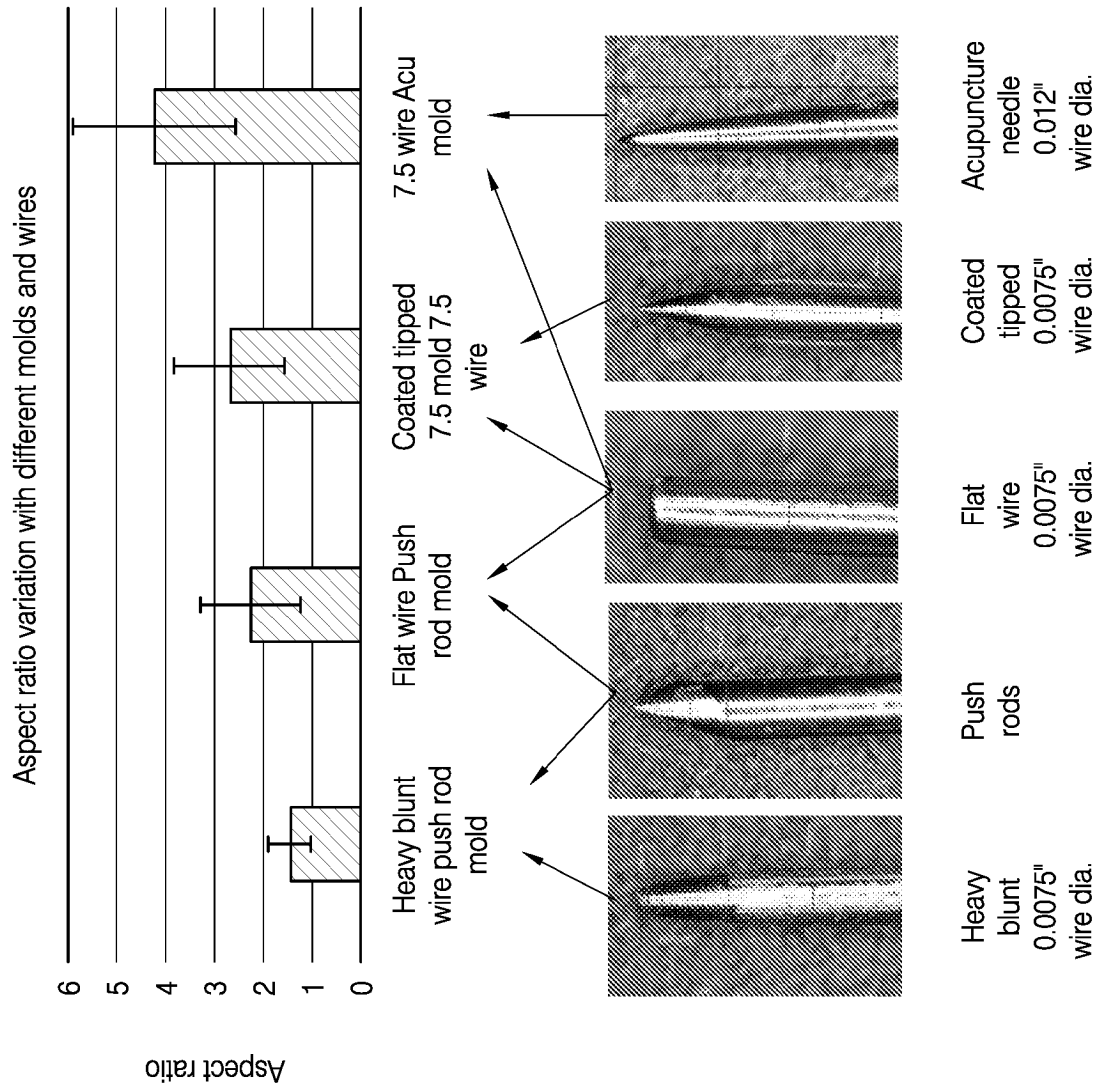 Aspect ratio variation with different molds and wires
Aspect ratio
6
5
4
3
2
1
0
Heavy blunt
wire push rod
mold
Flat wire Push
rod mold
Coated tipped
7.5 mold 7.5
wire
7.5 wire Acu
mold
Heavy
blunt
0.0075"
wire dia.
Push
rods
Flat
wire
0.0075"
wire dia.
Coated
tipped
0.0075"
wire dia.
Acupuncture
needle
0.012"
wire dia.